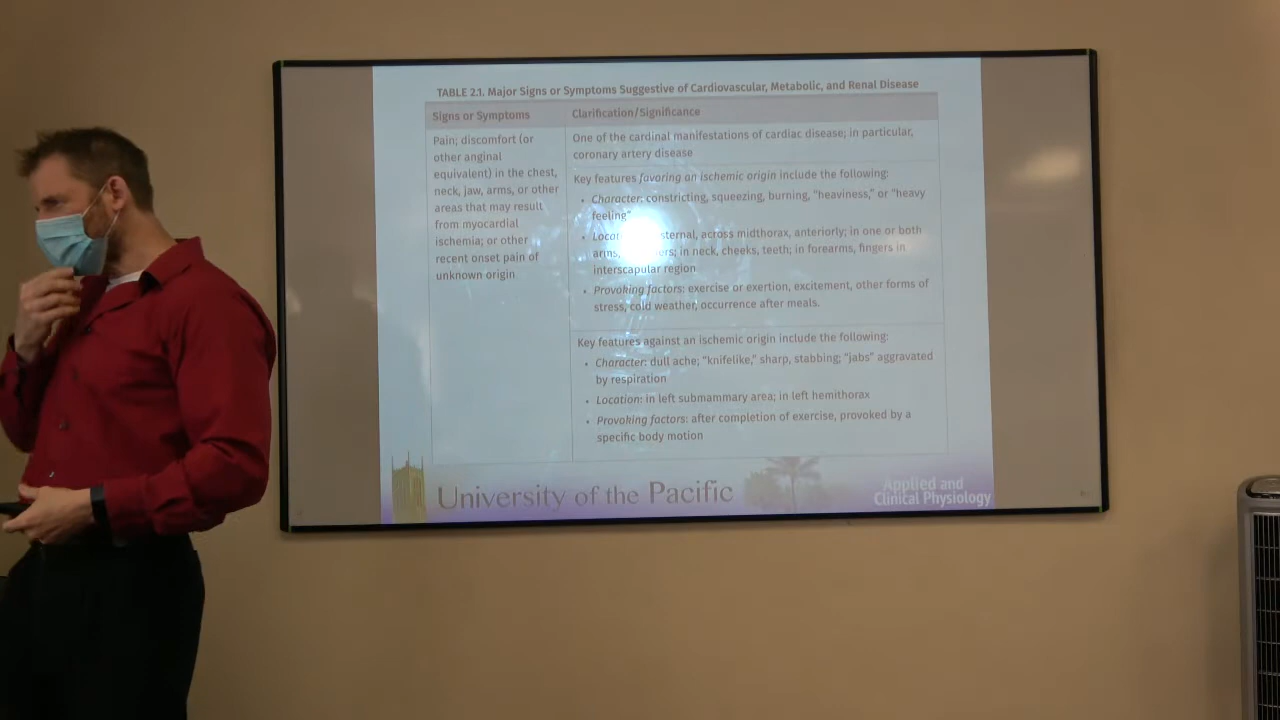 TABLE 2.1. Major Signs or Symptoms Suggestive of Cardiovascular, Metabolic, and Renal Disease
Signs or Symptoms
Clarification/Significance
Pain; discomfort (or
other anginal
equivalent) in the chest,
neck, jaw, arms, or other
areas that may result
from myocardial
ischemia; or other
recent onset pain of
unknown origin
One of the cardinal manifestations of cardiac disease; in particular,
coronary artery disease
Key features favoring an ischemic origin include the following:
• Character: constricting, squeezing, burning, “heaviness,” or “heavy
feeling”
• across midthorax, anteriorly; in one or both
in neck, cheeks, teeth; in forearms, fingers in
interscapular region
• Provoking factors: exercise or exertion, excitement, other forms of
stress, cold weather, occurrence after meals.
Key features against an ischemic origin include the following:
• Character: dull ache; “knifelike,” sharp, stabbing; “jabs” aggravated
by respiration
• Location: in left submammary area; in left hemithorax
• Provoking factors: after completion of exercise, provoked by a
specific body motion
University of the Pacific
Applied and
Clinical Physiology